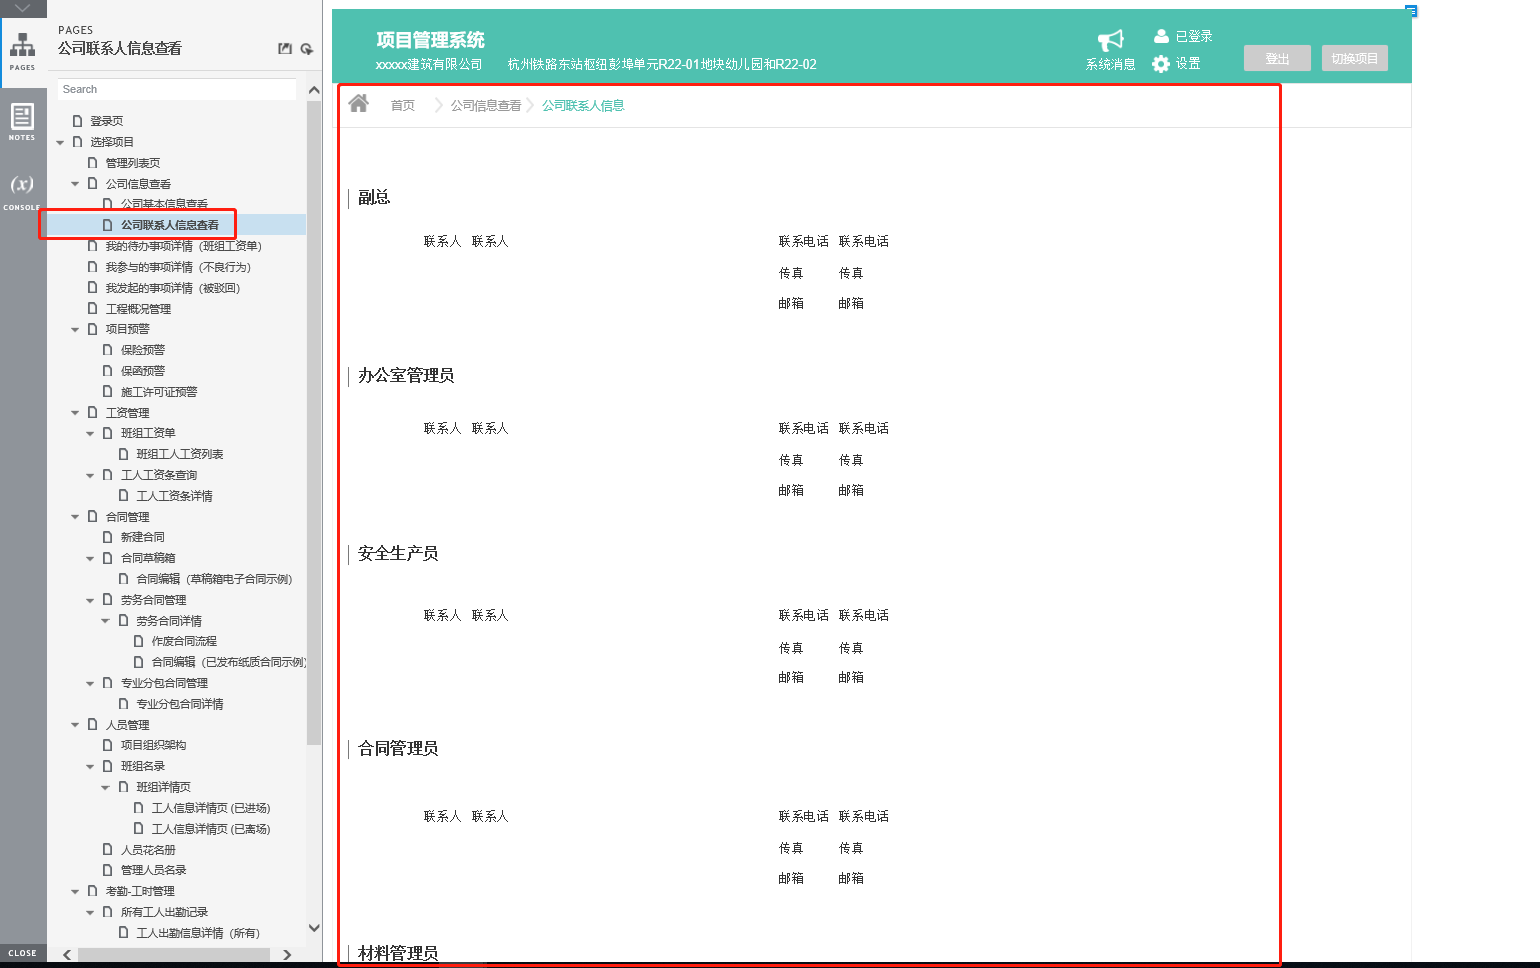 PAGES
公司联系人信息查看
PAGES
Search
NOTES
CONSOLE
登录页
选择项目
管理列表页
公司信息查看
公司基本信息查看
公司联系人信息查看
我的待办事项详情（班组工资单）
我参与的事项详情（不良行为）
我发起的事项详情（被驳回）
工程概况管理
项目预警
保险预警
保函预警
施工许可证预警
工资管理
班组工资单
班组工人工资列表
工人工资条查询
工人工资条详情
合同管理
新建合同
合同草稿箱
合同编辑（草稿箱电子合同示例）
劳务合同管理
劳务合同详情
作废合同流程
合同编辑（已发布纸质合同示例）
专业分包合同管理
专业分包合同详情
人员管理
项目组织架构
班组名录
班组详情页
工人信息详情页 (已进场)
工人信息详情页 (已离场)
人员花名册
管理人员名录
考勤-工时管理
所有工人出勤记录
工人出勤信息详情（所有）
CLOSE
项目管理系统
xxxxx建筑有限公司 杭州铁路东站枢纽彭埠单元R22-01地块幼儿园和R22-02
系统消息
已登录
设置
登出
切换项目
首页 公司信息查看 公司联系人信息
副总
联系人 联系人 联系电话 联系电话
传真 传真
邮箱 邮箱
办公室管理员
联系人 联系人 联系电话 联系电话
传真 传真
邮箱 邮箱
安全生产员
联系人 联系人 联系电话 联系电话
传真 传真
邮箱 邮箱
合同管理员
联系人 联系人 联系电话 联系电话
传真 传真
邮箱 邮箱
材料管理员